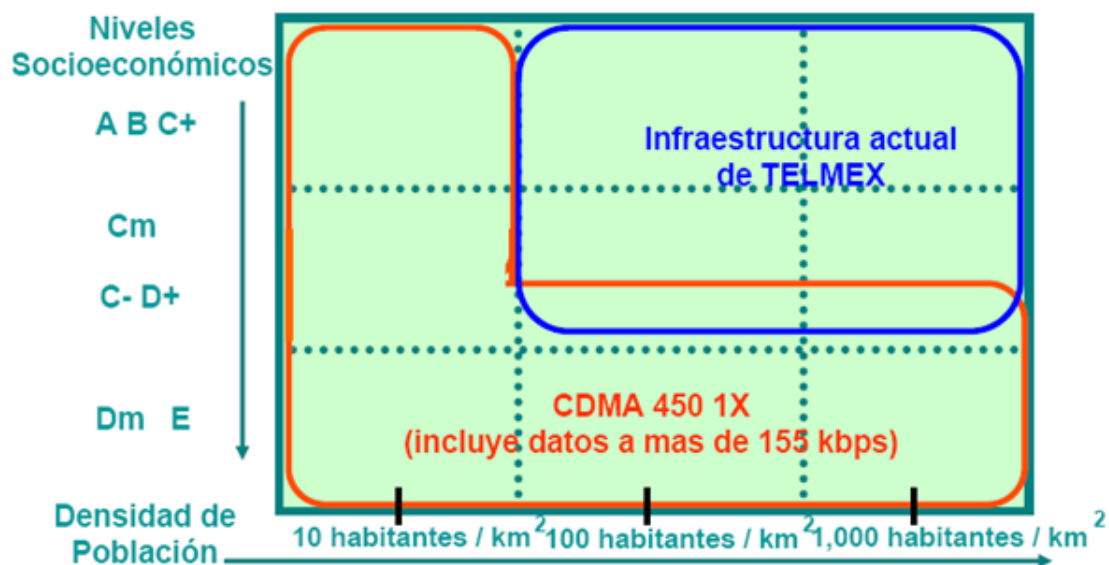 Niveles
Socioeconómicos
A B C+
Infraestructura actual
de TELMEX
Cm
C- D+
Dm E
CDMA 450 1X
(incluye datos a mas de 155 kbps)
Densidad de
Población
10 habitantes / km²
100 habitantes / km²
1,000 habitantes / km²